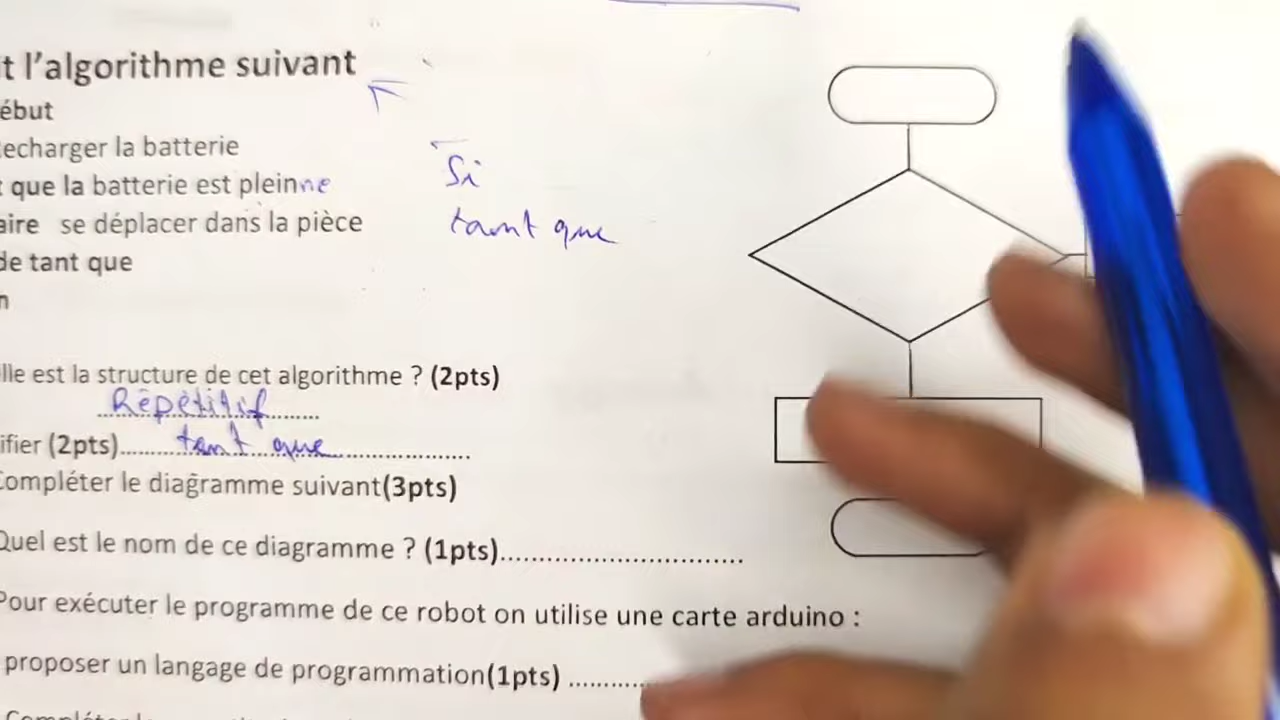 t l'algorithme suivant
ébut
echarger la batterie
que la batterie est pleinne
aire se déplacer dans la pièce
de tant que
n
Si
tant que
lle est la structure de cet algorithme ? (2pts)
Répétitif
ifier (2pts)..........tant que......................
Compléter le diagramme suivant(3pts)
Quel est le nom de ce diagramme ? (1pts)..............................
Pour exécuter le programme de ce robot on utilise une carte arduino :
proposer un langage de programmation(1pts) ............